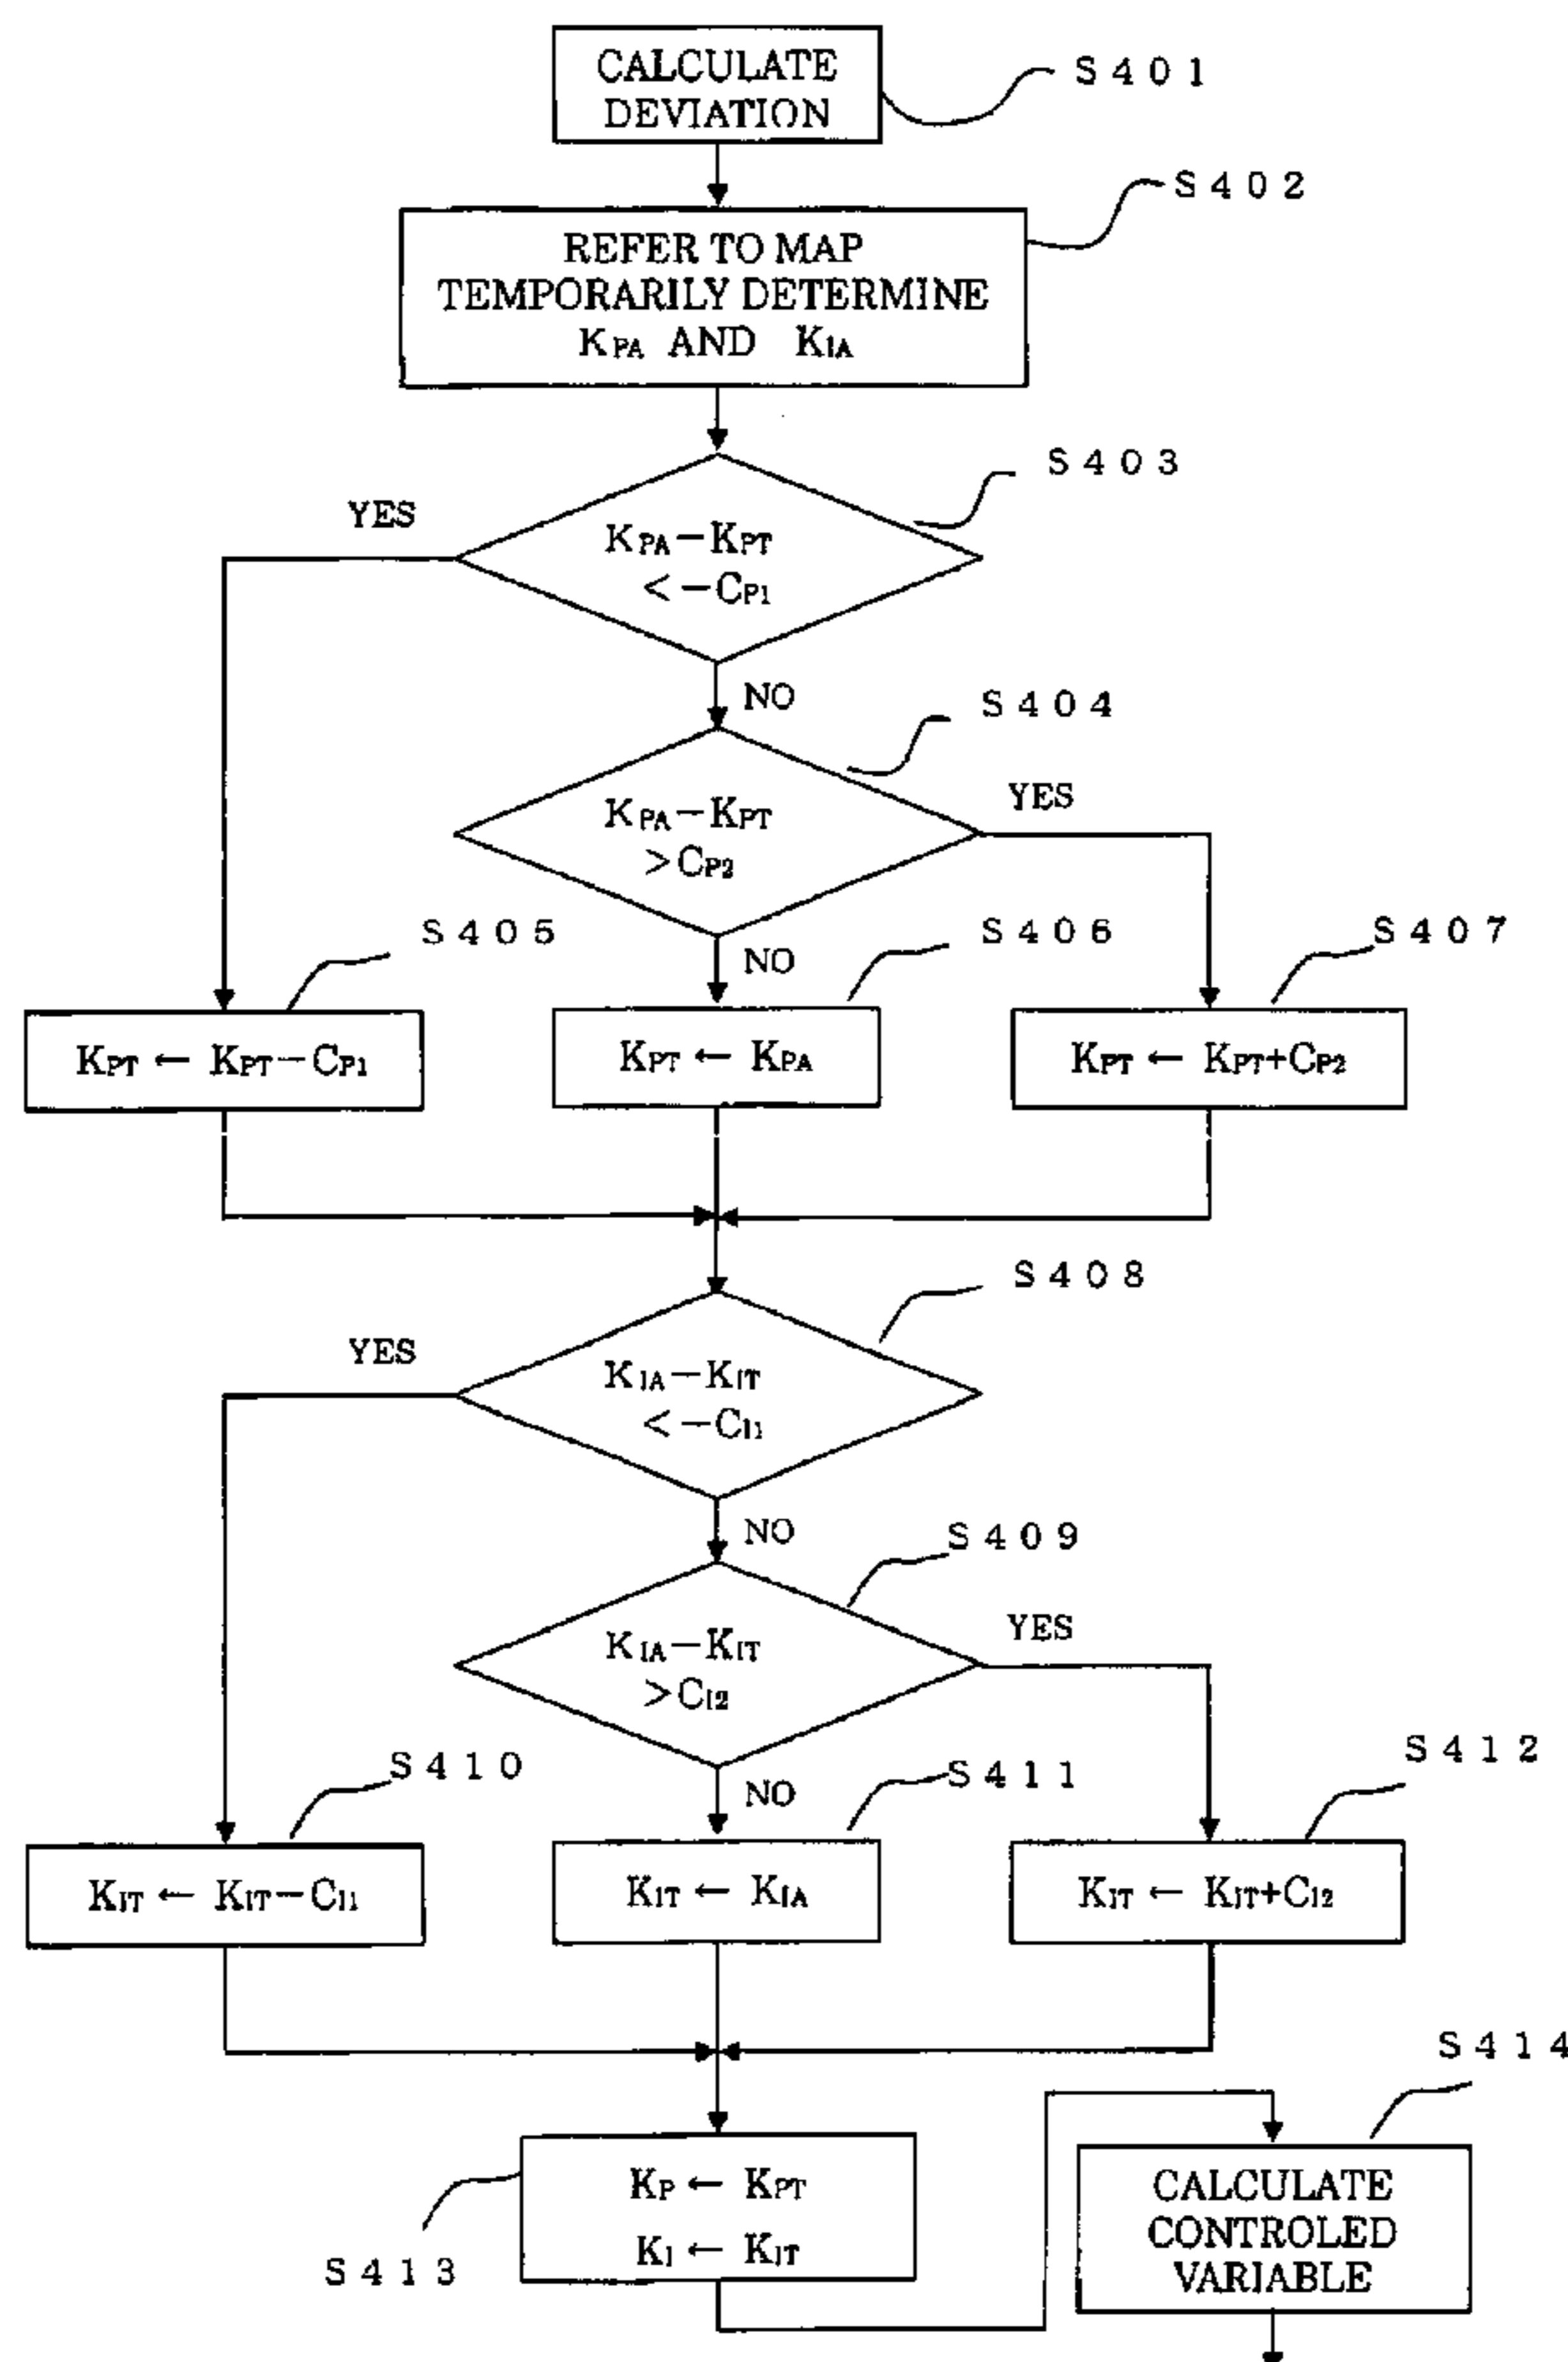 CALCULATE
DEVIATION
S401
S402
REFER TO MAP
TEMPORARILY DETERMINE
KPA AND KIA
S403
YES
KPA−KPT
<−CP1
NO
S404
YES
KPA−KPT
>CP2
S405
NO
S406
S407
KPT ← KPT−CP1
KPT ← KPA
KPT ← KPT+CP2
S408
YES
KIA−KIT
<−CI1
NO
S409
YES
KIA−KIT
>CI2
S410
NO
S411
S412
KIT ← KIT−CI1
KIT ← KIA
KIT ← KIT+CI2
S414
KP ← KPT
KI ← KIT
S413
CALCULATE
CONTROLED
VARIABLE